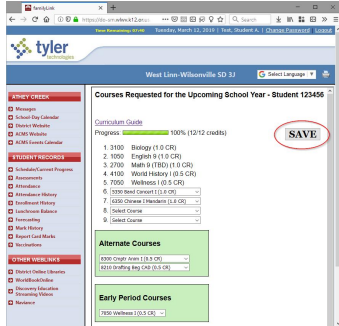 familyLink
https://dle-sm.wlwv.k12.or.us
Search
Time Remaining: 57:45 Tuesday, March 12, 2019 | Test, Student A. | Change Password Logout
tyler
technologies
West Linn-Wilsonville SD 3J
Select Language
ATHEY CREEK
Messages
School-Day Calendar
District Website
ACMS Website
ACMS Events Calendar
STUDENT RECORDS
Schedule/Current Progress
Assessments
Attendance
Attendance History
Enrollment History
Lunchroom Balance
Forecasting
Mark History
Report Card Marks
Vaccinations
OTHER WEBLINKS
District Online Libraries
WorldBookOnline
Discovery Education
Streaming Videos
Naviance
Courses Requested for the Upcoming School Year - Student 123456
Curriculum Guide
Progress: 100% (12/12 credits)
SAVE
1. 3100 Biology (1.0 CR)
2. 1050 English 9 (1.0 CR)
3. 2700 Math 9 (TBD) (1.0 CR)
4. 4100 World History I (0.5 CR)
5. 7050 Wellness I (0.5 CR)
6. 5350 Band Concert I (1.0 CR)
7. 6350 Chinese I Mandarin (1.0 CR)
8. Select Course
9. Select Course
Alternate Courses
8300 Cmptr Anm I (0.5 CR)
8210 Drafting Beg CAD (0.5 CR)
Early Period Courses
7050 Wellness I (0.5 CR)